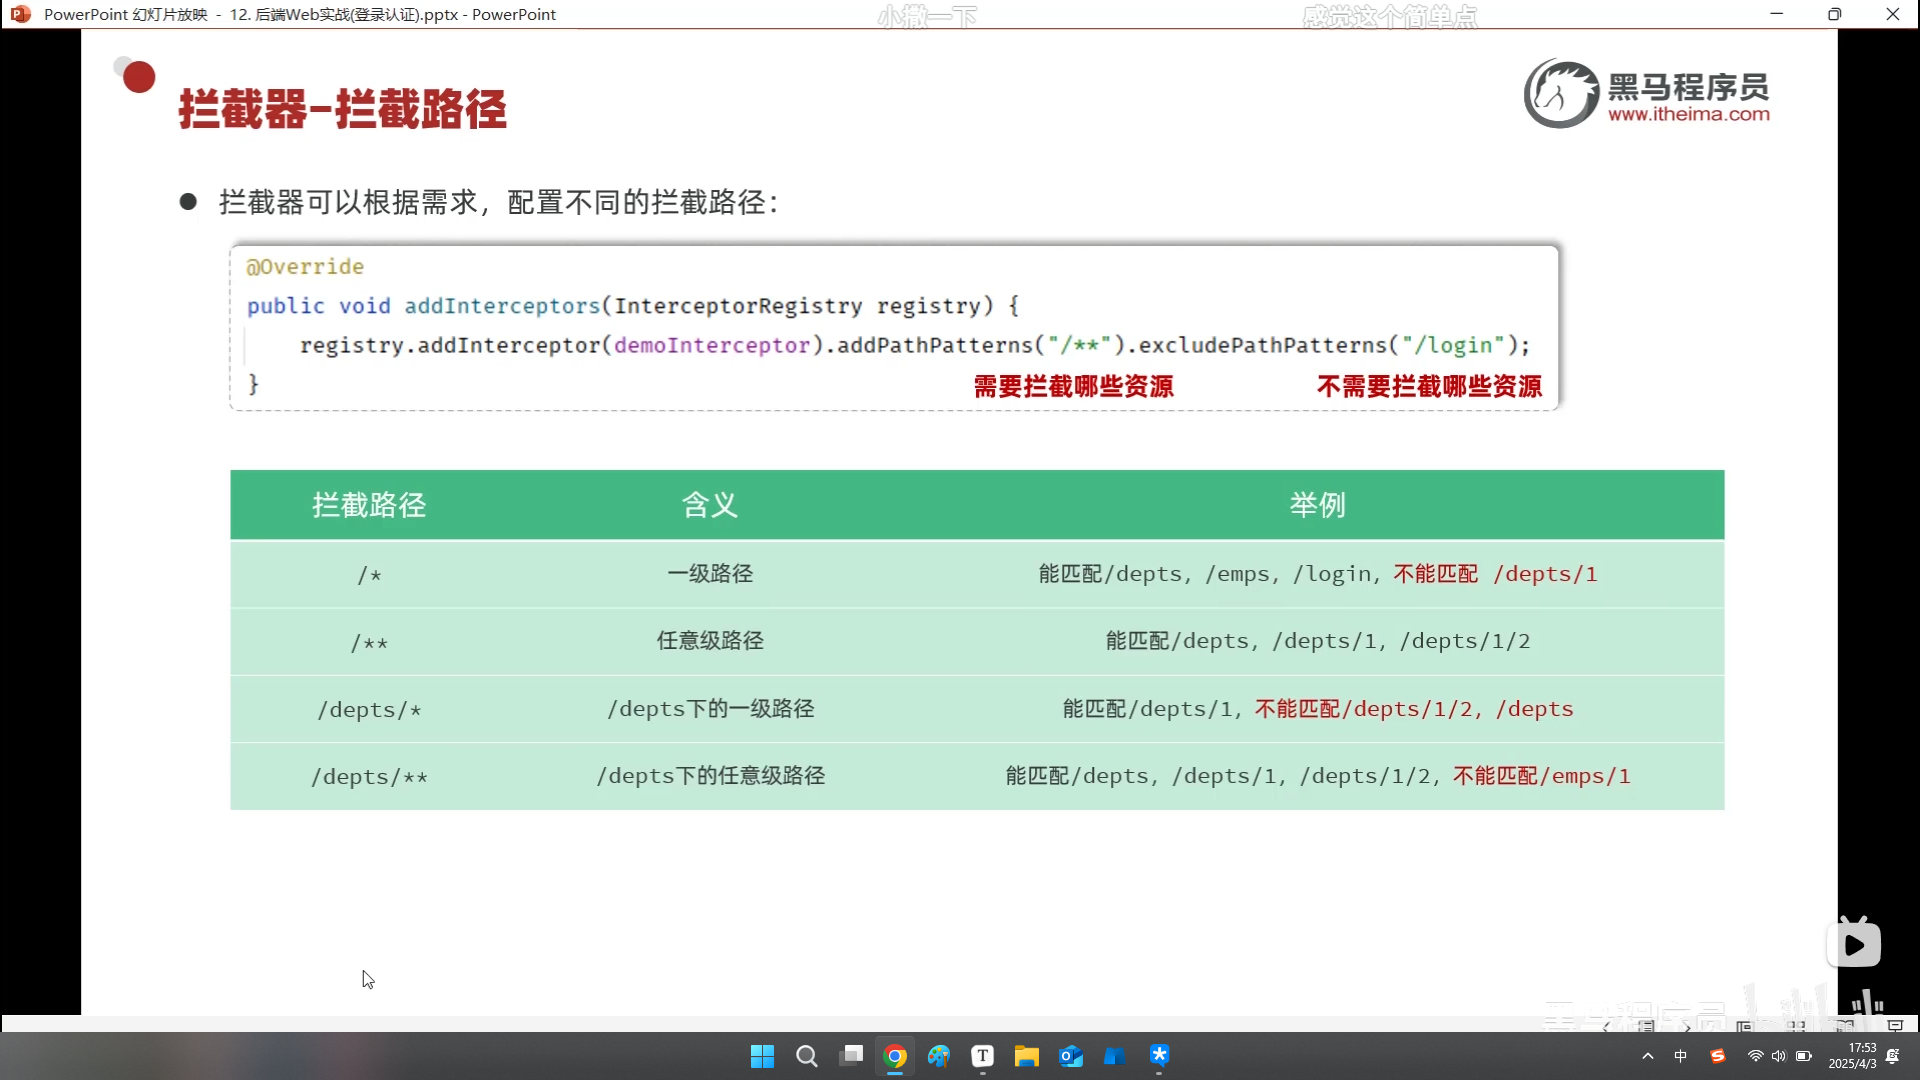 PowerPoint 幻灯片放映 - 12. 后端Web实战(登录认证).pptx - PowerPoint
小撒一下
感觉这个简单点
拦截器-拦截路径
黑马程序员
www.itheima.com
拦截器可以根据需求，配置不同的拦截路径：
@Override
public void addInterceptors(InterceptorRegistry registry) {
registry.addInterceptor(demoInterceptor).addPathPatterns("/**").excludePathPatterns("/login");
}
需要拦截哪些资源 不需要拦截哪些资源
拦截路径 含义 举例
/* 一级路径 能匹配/depts，/emps，/login，不能匹配 /depts/1
/** 任意级路径 能匹配/depts，/depts/1，/depts/1/2
/depts/* /depts下的一级路径 能匹配/depts/1，不能匹配/depts/1/2，/depts
/depts/** /depts下的任意级路径 能匹配/depts，/depts/1，/depts/1/2，不能匹配/emps/1
黑马程序员
中
17:53
2025/4/3